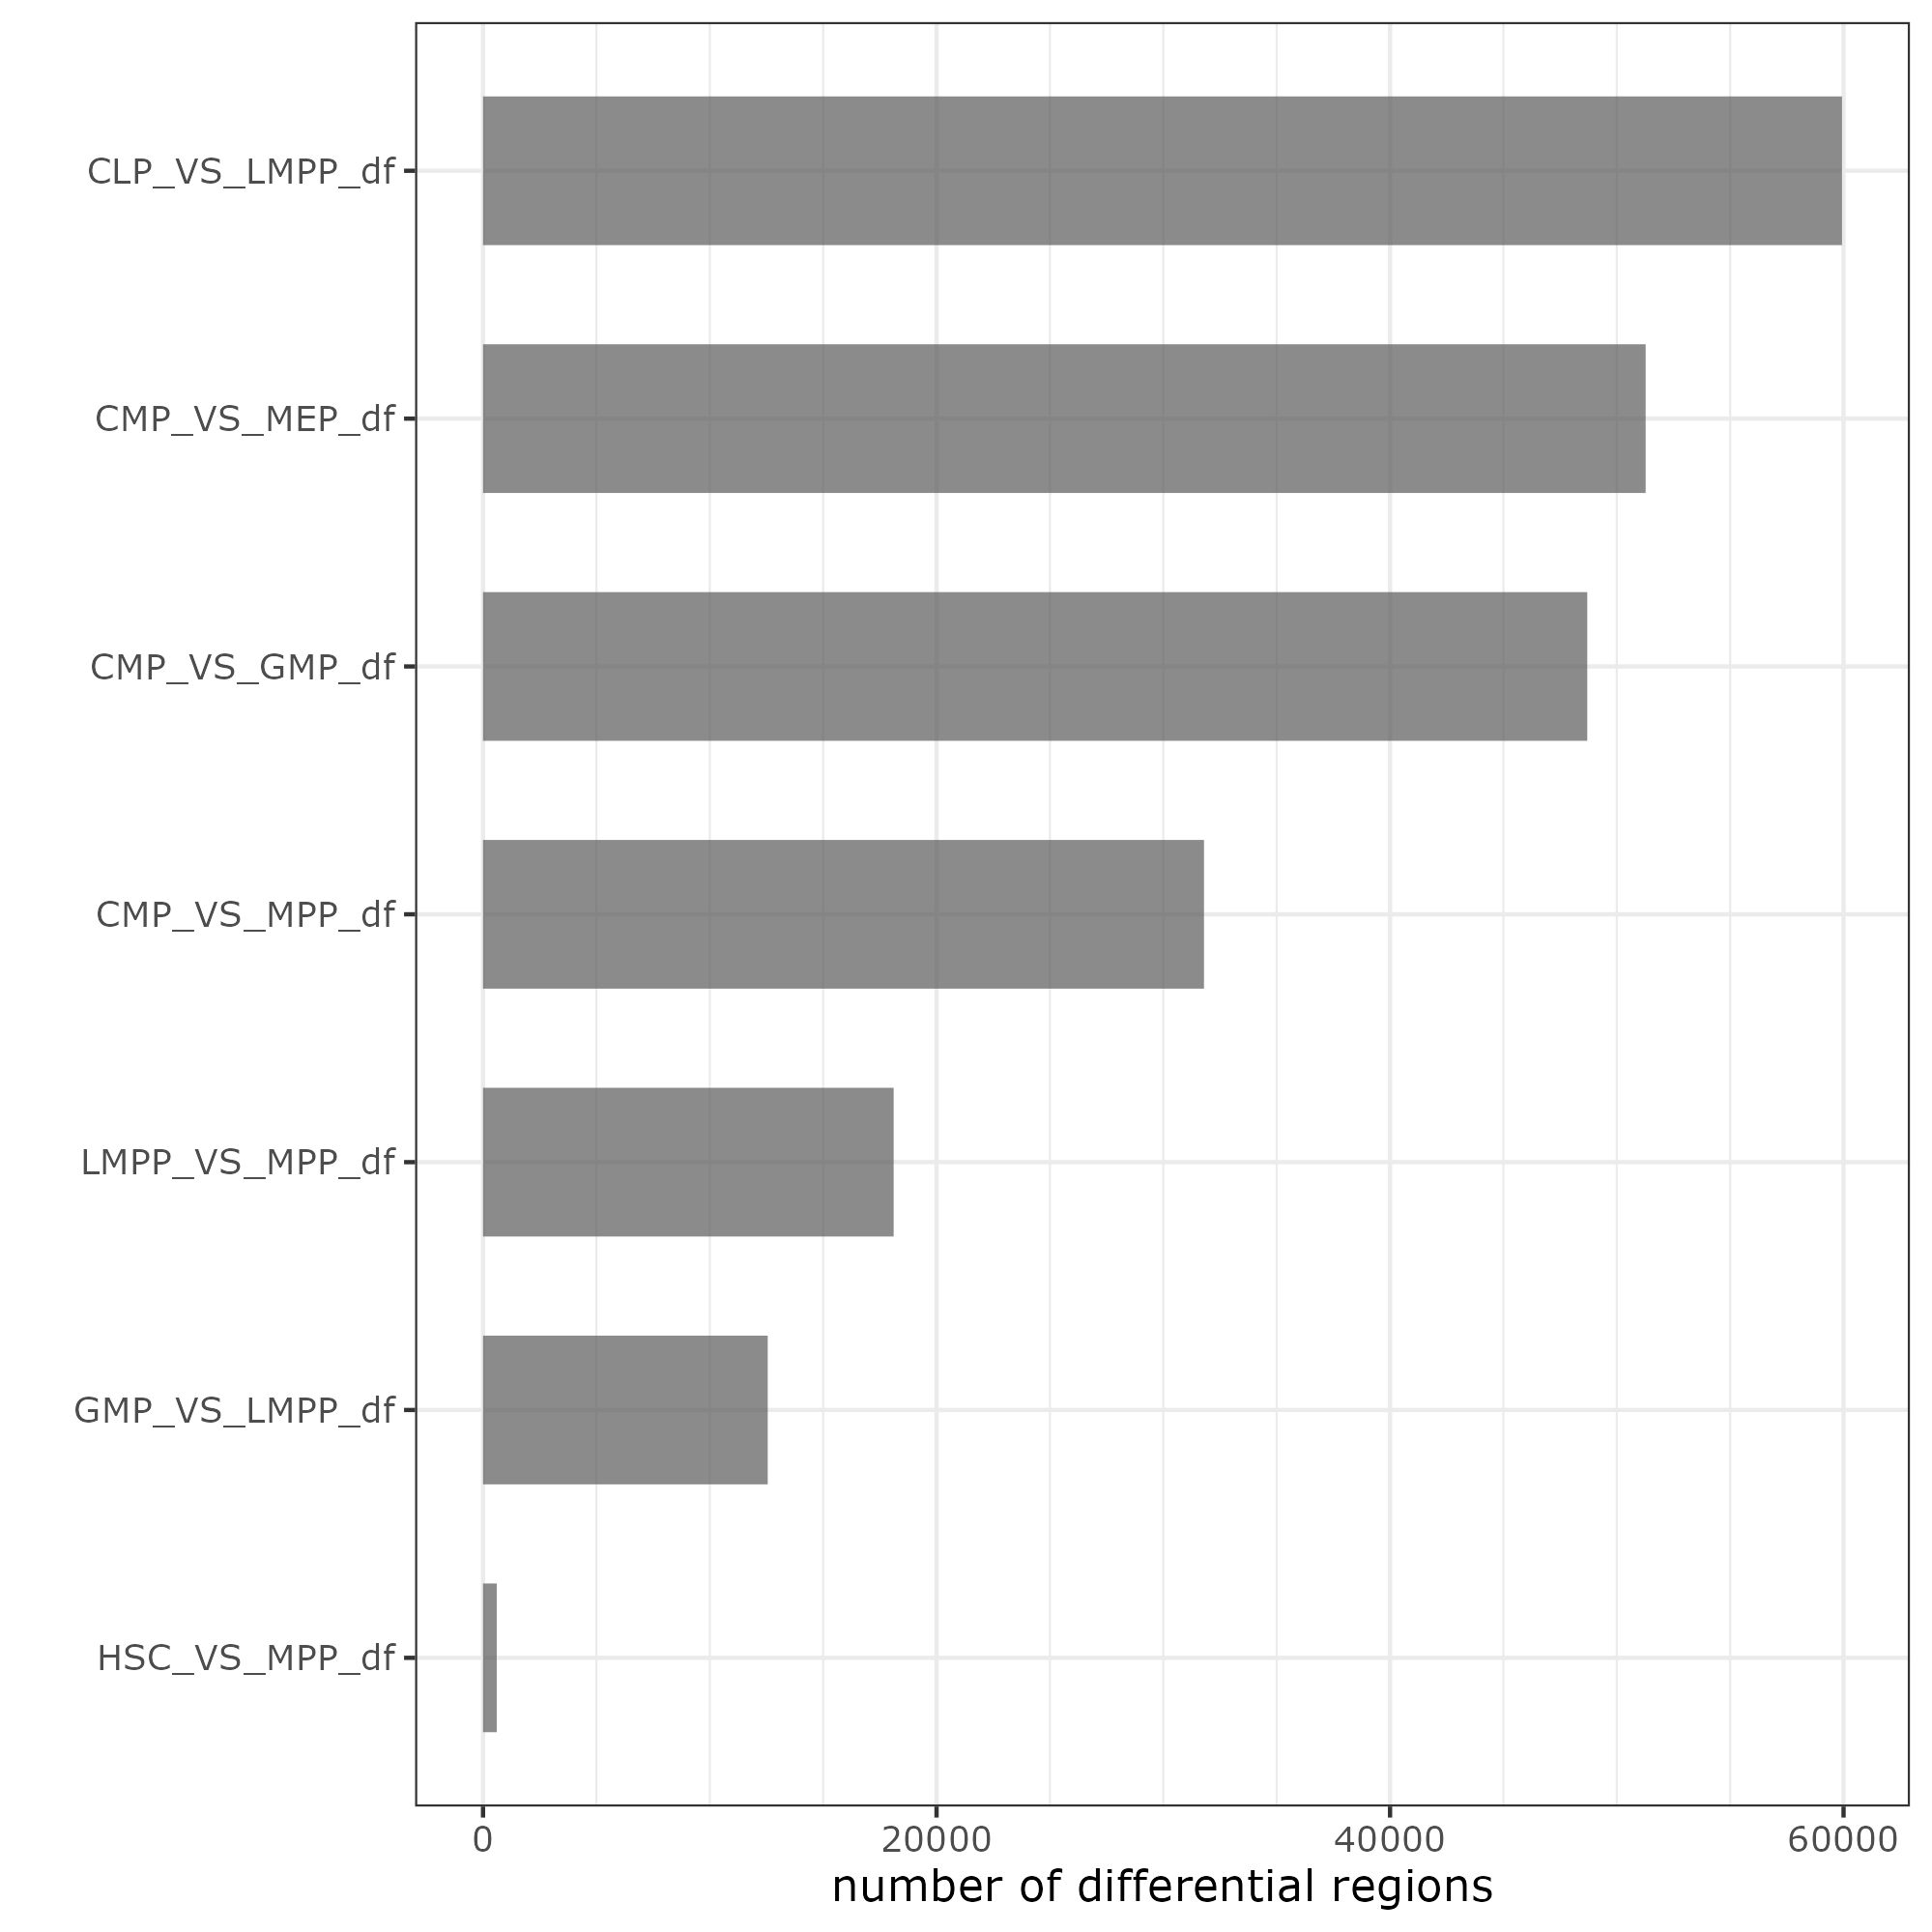 CLP_VS_LMPP_df
CMP_VS_MEP_df
CMP_VS_GMP_df
CMP_VS_MPP_df
LMPP_VS_MPP_df
GMP_VS_LMPP_df
HSC_VS_MPP_df
0 20000 40000 60000
number of differential regions